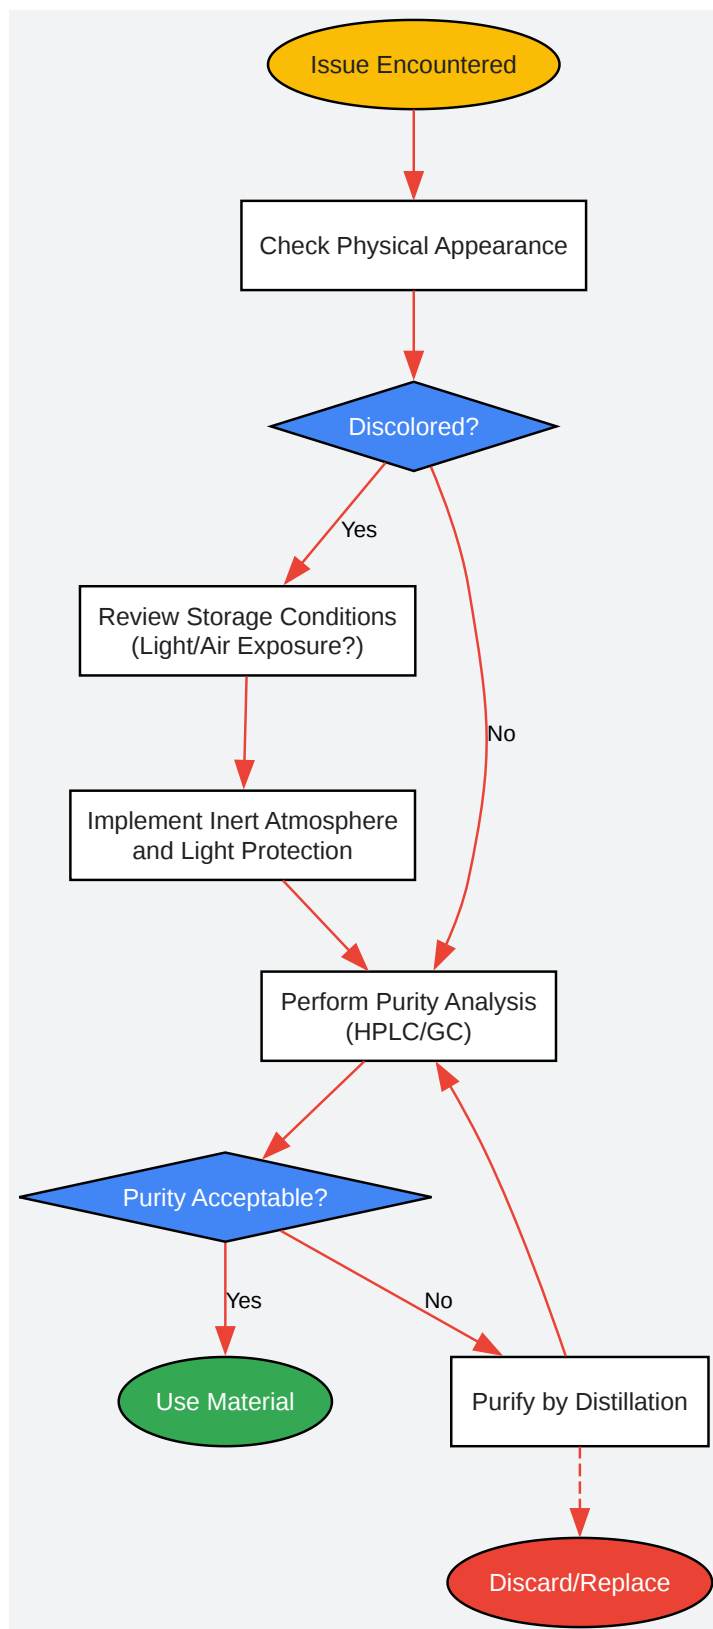 Issue Encountered
Check Physical Appearance
Discolored?
Yes
Review Storage Conditions
(Light/Air Exposure?)
No
Implement Inert Atmosphere
and Light Protection
Perform Purity Analysis
(HPLC/GC)
Purity Acceptable?
Yes
No
Use Material
Purify by Distillation
Discard/Replace